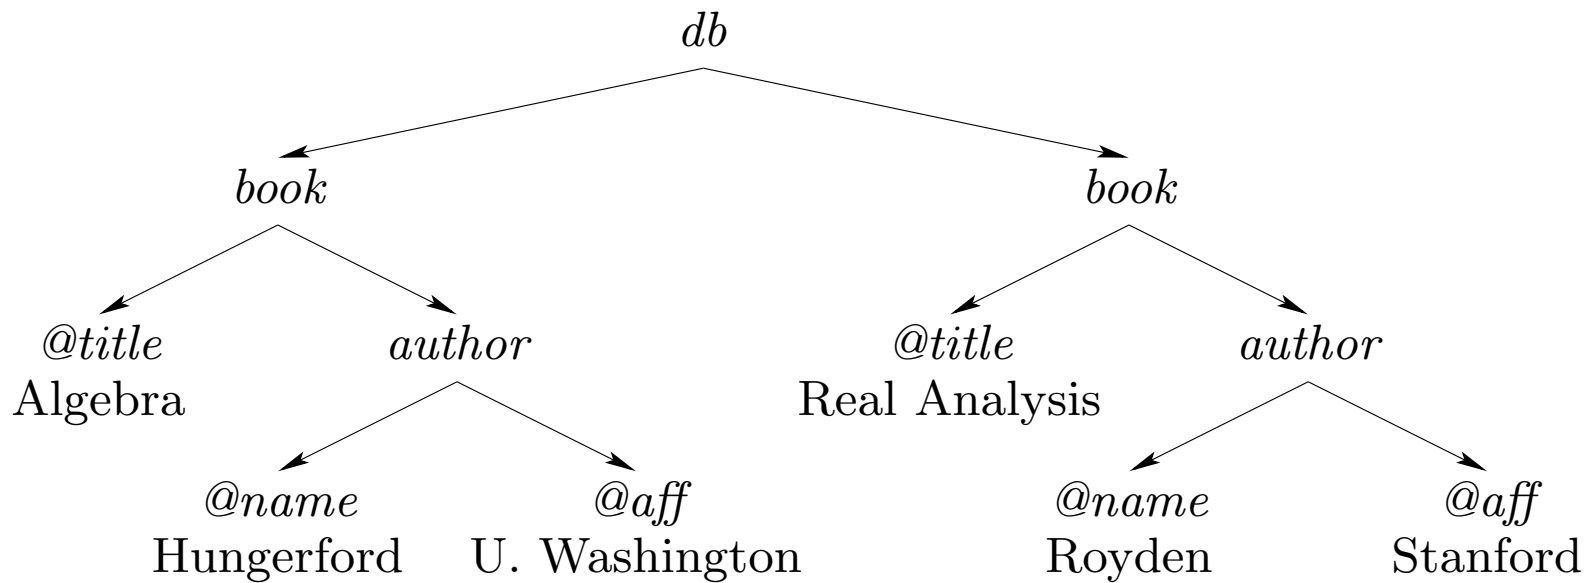 db
book book
@title author @title author
Algebra Real Analysis
@name @aff @name @aff
Hungerford U. Washington Royden Stanford